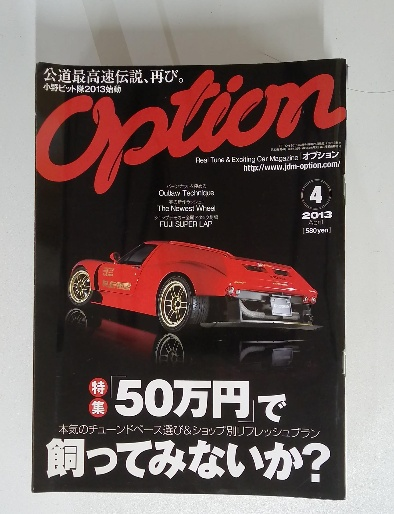 公道最高速伝説、再び。
小野ビット隊2013始動
Option
Real Tune & Exciting Car Magazine オプション
http://www.jdm-option.com/
4
2013
[580yen]
Outlaw Technique
The Newest Wheel
FUJI SUPER LAP
特集
「50万円」で
本気のチューンドベース選び&ショップ別リフレッシュプラン
飼ってみないか?